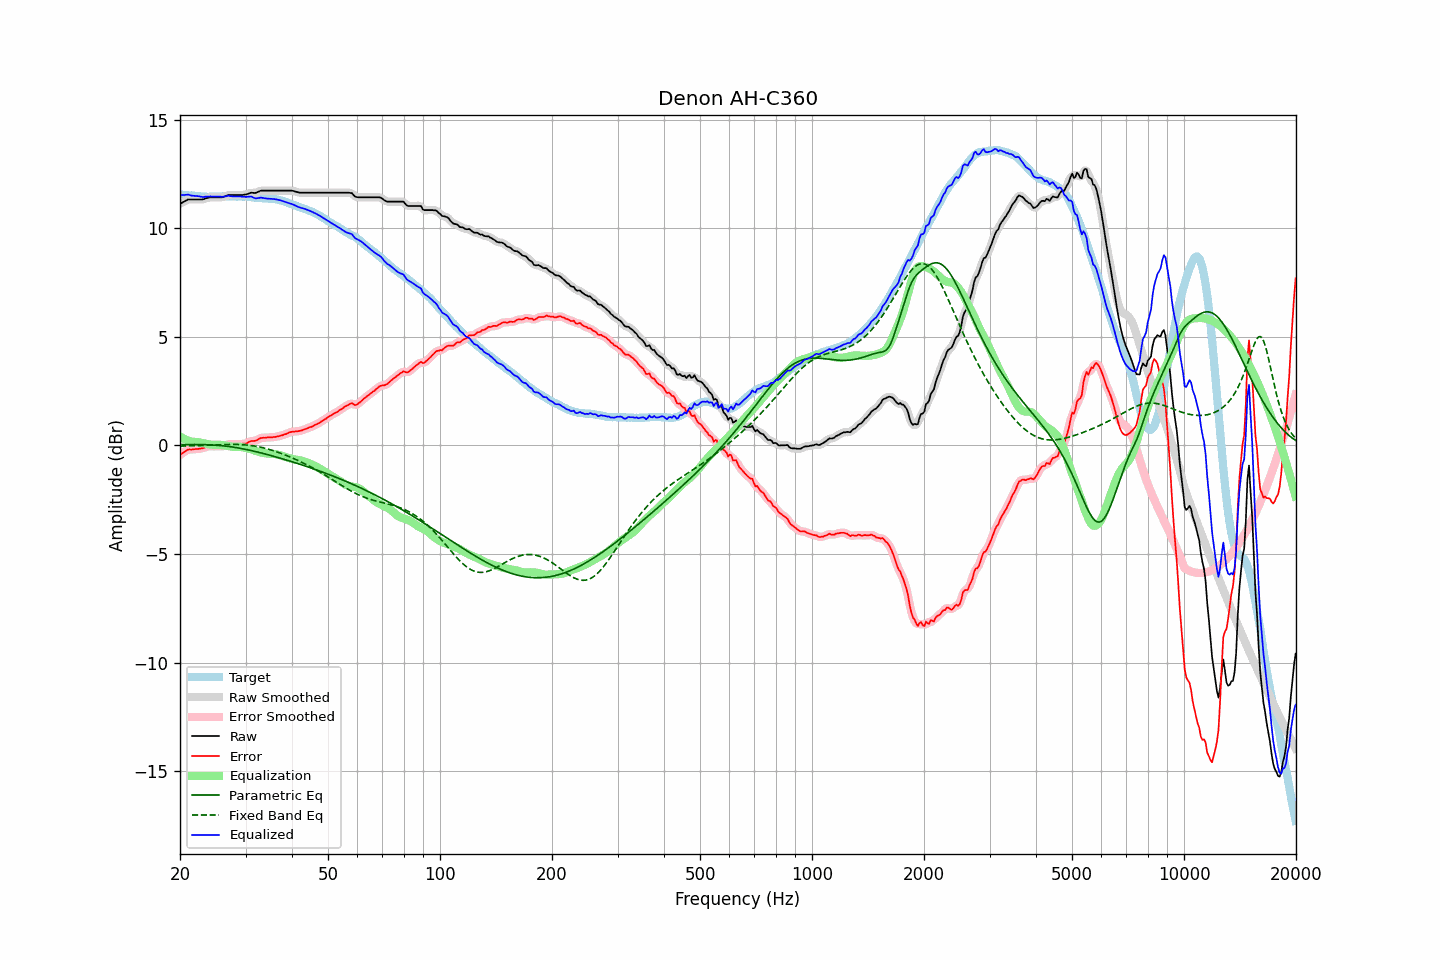 Denon AH-C360
Amplitude (dBr)
15
10
5
0
−5
−10
−15
Target
Raw Smoothed
Error Smoothed
Raw
Error
Equalization
Parametric Eq
Fixed Band Eq
Equalized
20 50 100 200 500 1000 2000 5000 10000 20000
Frequency (Hz)